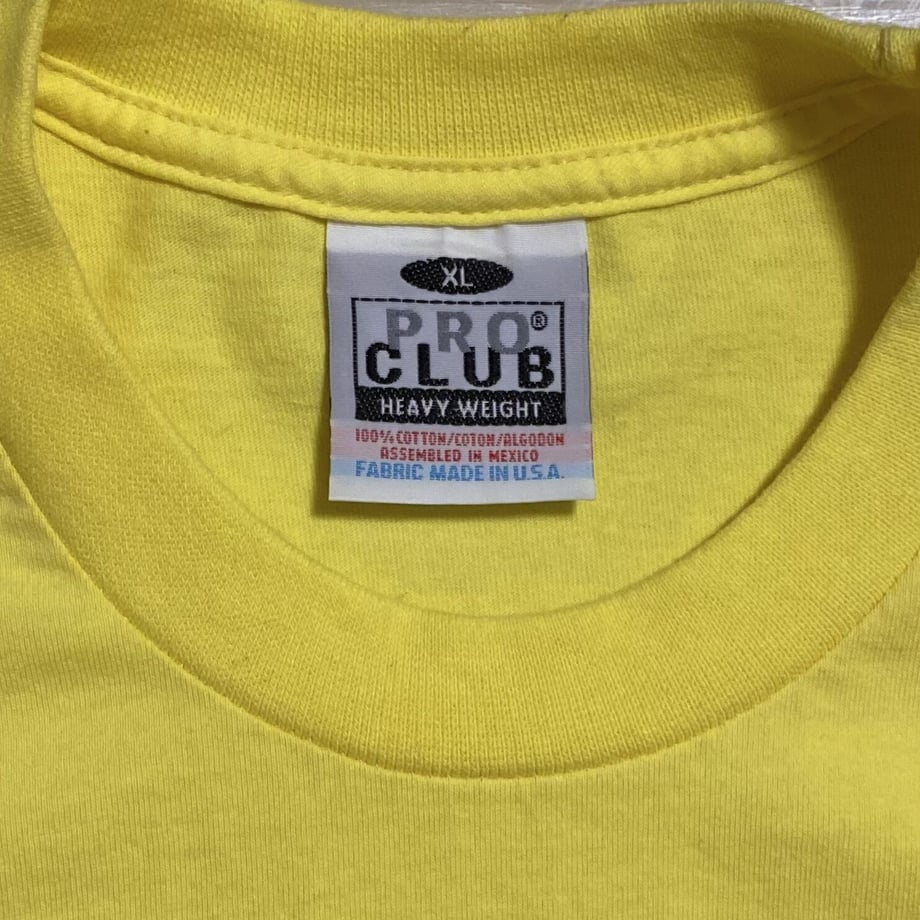 XL
PRO®
CLUB
HEAVY WEIGHT
100% COTTON/COTON/ALGODON
ASSEMBLED IN MEXICO
FABRIC MADE IN U.S.A.